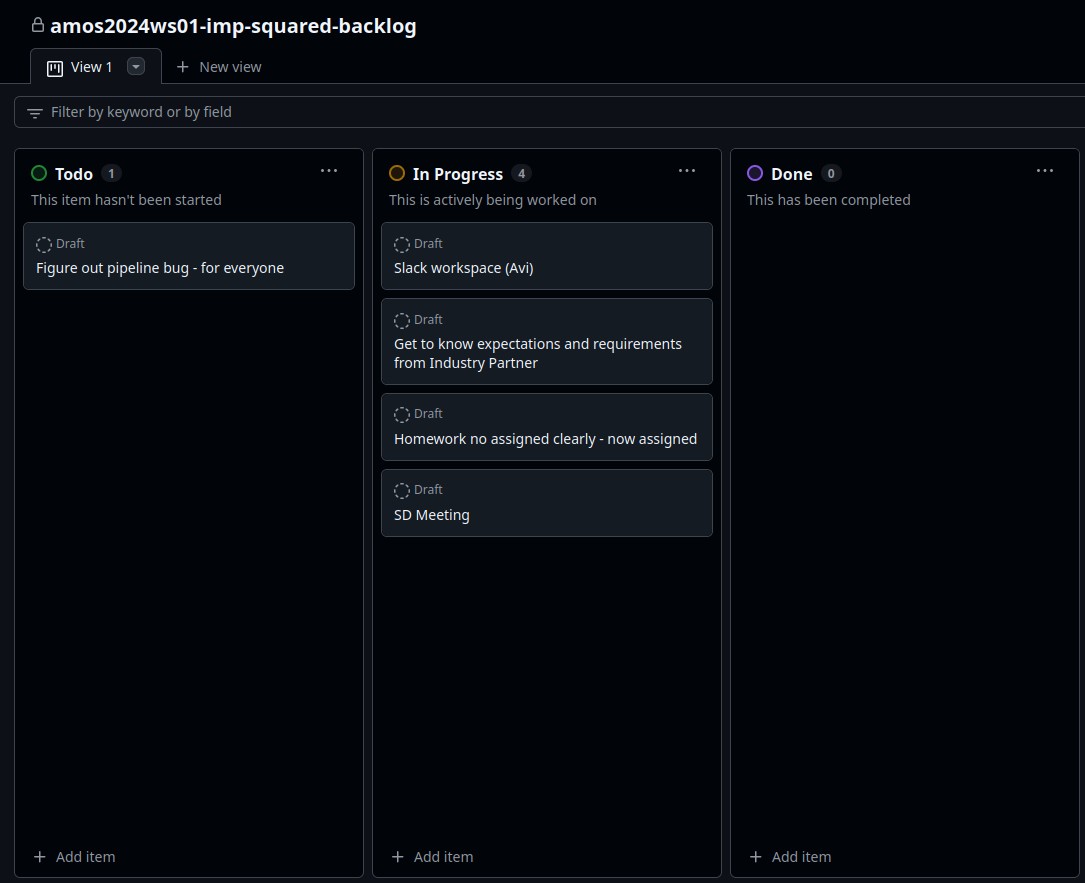 amos2024ws01-imp-squared-backlog
View 1
New view
Filter by keyword or by field
Todo 1
This item hasn't been started
Draft
Figure out pipeline bug - for everyone
Add item
In Progress 4
This is actively being worked on
Draft
Slack workspace (Avi)
Draft
Get to know expectations and requirements
from Industry Partner
Draft
Homework no assigned clearly - now assigned
Draft
SD Meeting
Add item
Done 0
This has been completed
Add item